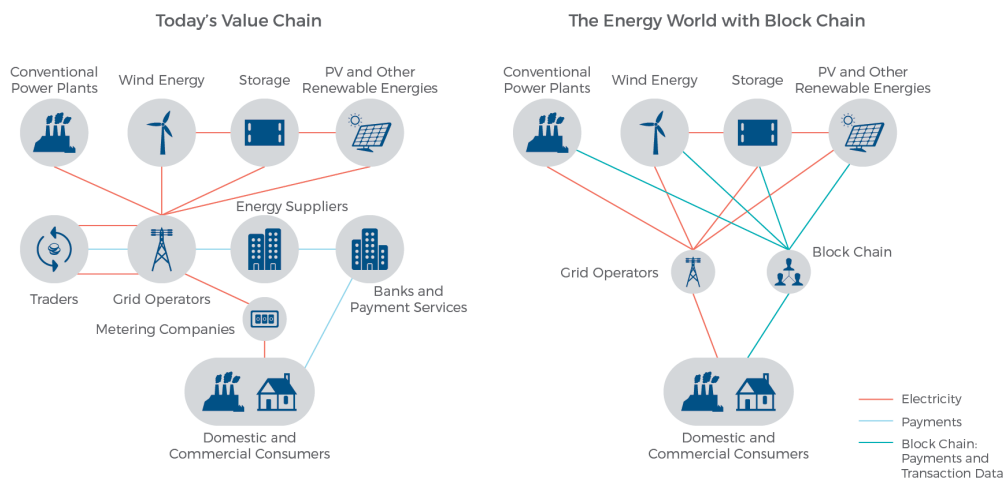 Today's Value Chain
Conventional
Power Plants
Wind Energy
Storage
PV and Other
Renewable Energies
Energy Suppliers
Traders
Grid Operators
Banks and
Payment Services
Metering Companies
Domestic and
Commercial Consumers
The Energy World with Block Chain
Conventional
Power Plants
Wind Energy
Storage
PV and Other
Renewable Energies
Grid Operators
Block Chain
Domestic and
Commercial Consumers
Electricity
Payments
Block Chain:
Payments and
Transaction Data